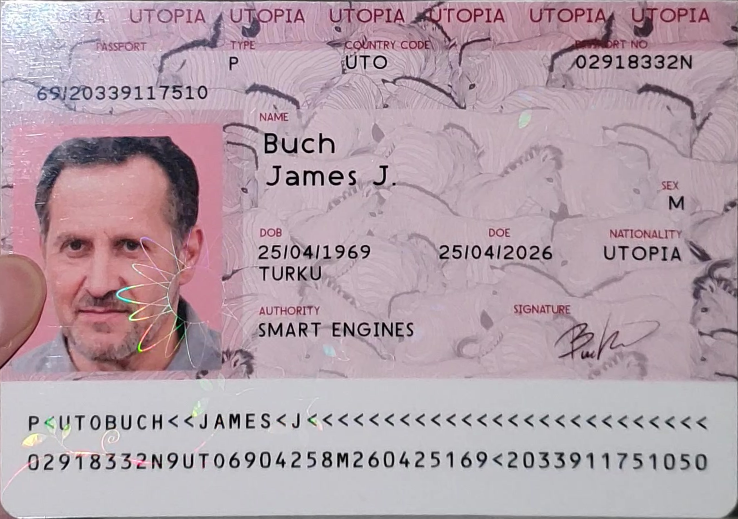 UTOPIA UTOPIA UTOPIA UTOPIA UTOPIA UTOPIA
PASSPORT TYPE COUNTRY CODE PASSPORT NO
P UTO 02918332N
69/20339117510
NAME
Buch
James J.
SEX
M
DOB DOE NATIONALITY
25/04/1969 25/04/2026 UTOPIA
TURKU
AUTHORITY SIGNATURE
SMART ENGINES
P<UTOBUCH<<JAMES<J<<<<<<<<<<<<<<<<<<<<<<<<<<
02918332N9UTO6904258M260425169<2033911751050